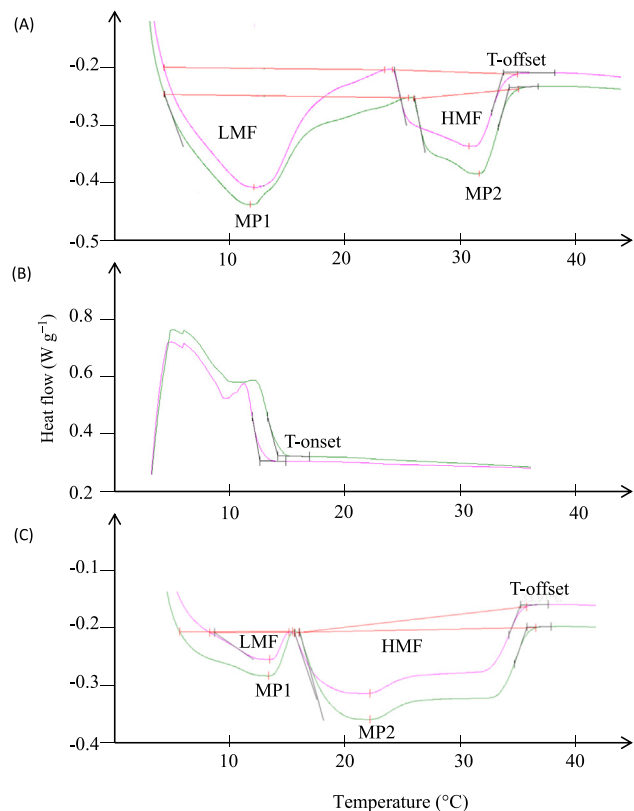 (A)
T-offset
-0.2
LMF
HMF
-0.3
-0.4
MP1
MP2
-0.5
10 20 30 40
(B)
0.8
Heat flow (W g⁻¹)
0.6
0.4
T-onset
0.2
10 20 30 40
(C)
-0.1
T-offset
-0.2
LMF
HMF
MP1
-0.3
MP2
-0.4
0 10 20 30 40
Temperature (°C)